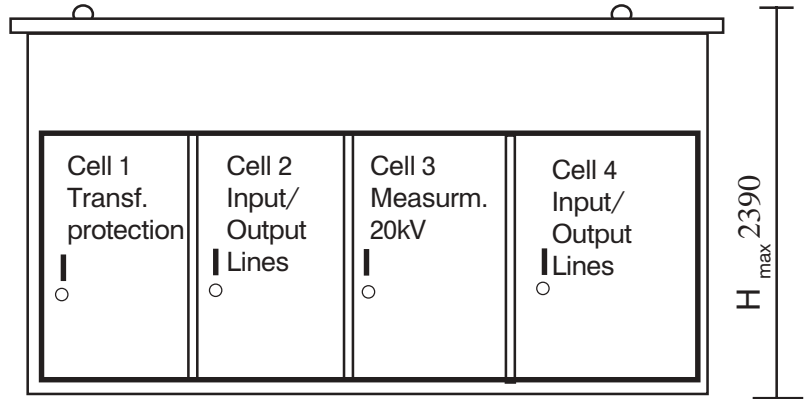 Cell 1
Transf.
protection
Cell 2
Input/
Output
Lines
Cell 3
Measurm.
20kV
Cell 4
Input/
Output
Lines
H max 2390